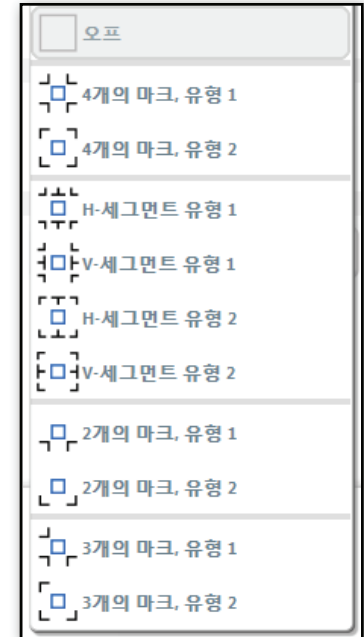 오프
4개의 마크, 유형 1
4개의 마크, 유형 2
H-세그먼트 유형 1
V-세그먼트 유형 1
H-세그먼트 유형 2
V-세그먼트 유형 2
2개의 마크, 유형 1
2개의 마크, 유형 2
3개의 마크, 유형 1
3개의 마크, 유형 2